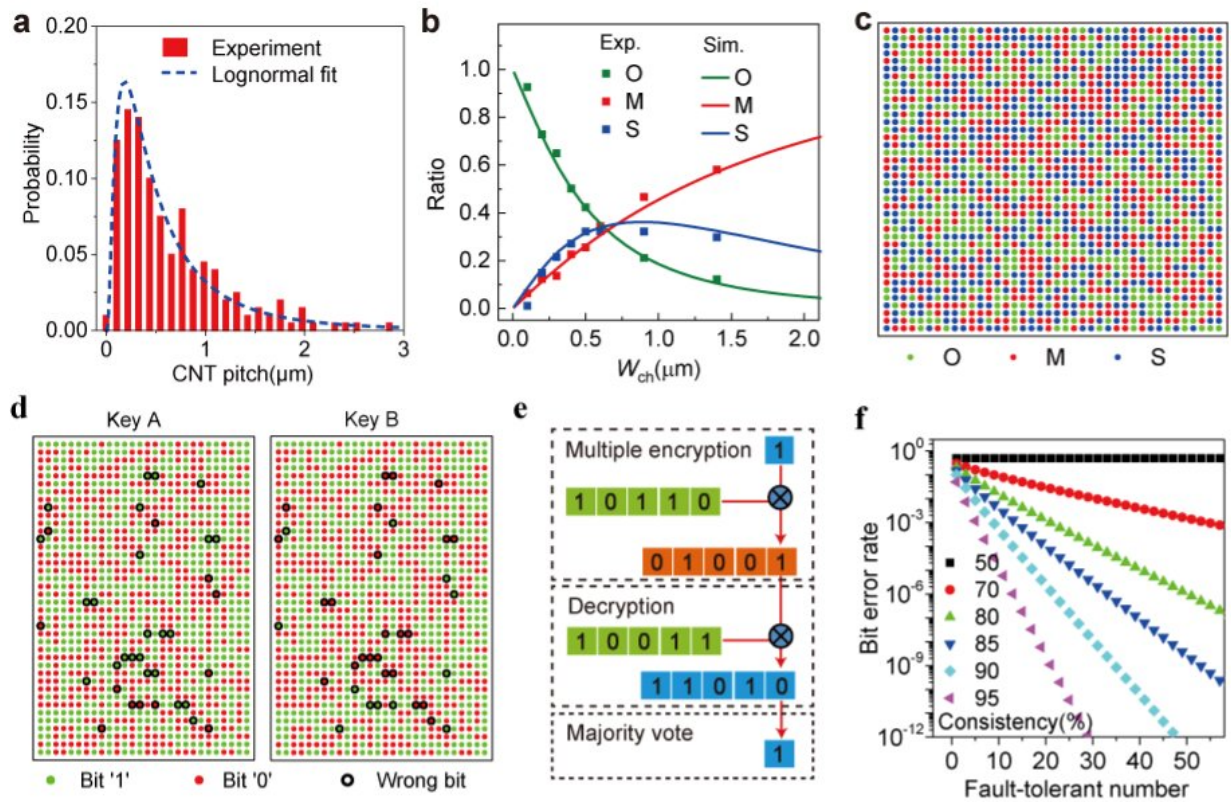 a
0.20
0.15
0.10
0.05
0.00
Probability
Experiment
Lognormal fit
0 1 2 3
CNT pitch(μm)
b
1.0
0.8
0.6
0.4
0.2
0.0
Ratio
Exp. Sim.
O O
M M
S S
0.0 0.5 1.0 1.5 2.0
Wch(μm)
c
O M S
d
Key A Key B
Bit '1' Bit '0' Wrong bit
e
Multiple encryption 1
1 0 1 1 0
0 1 0 0 1
Decryption
1 0 0 1 1
1 1 0 1 0
Majority vote
1
f
10^0
10^-3
10^-6
10^-9
10^-12
Bit error rate
50
70
80
85
90
95
Consistency(%)
0 10 20 30 40 50
Fault-tolerant number